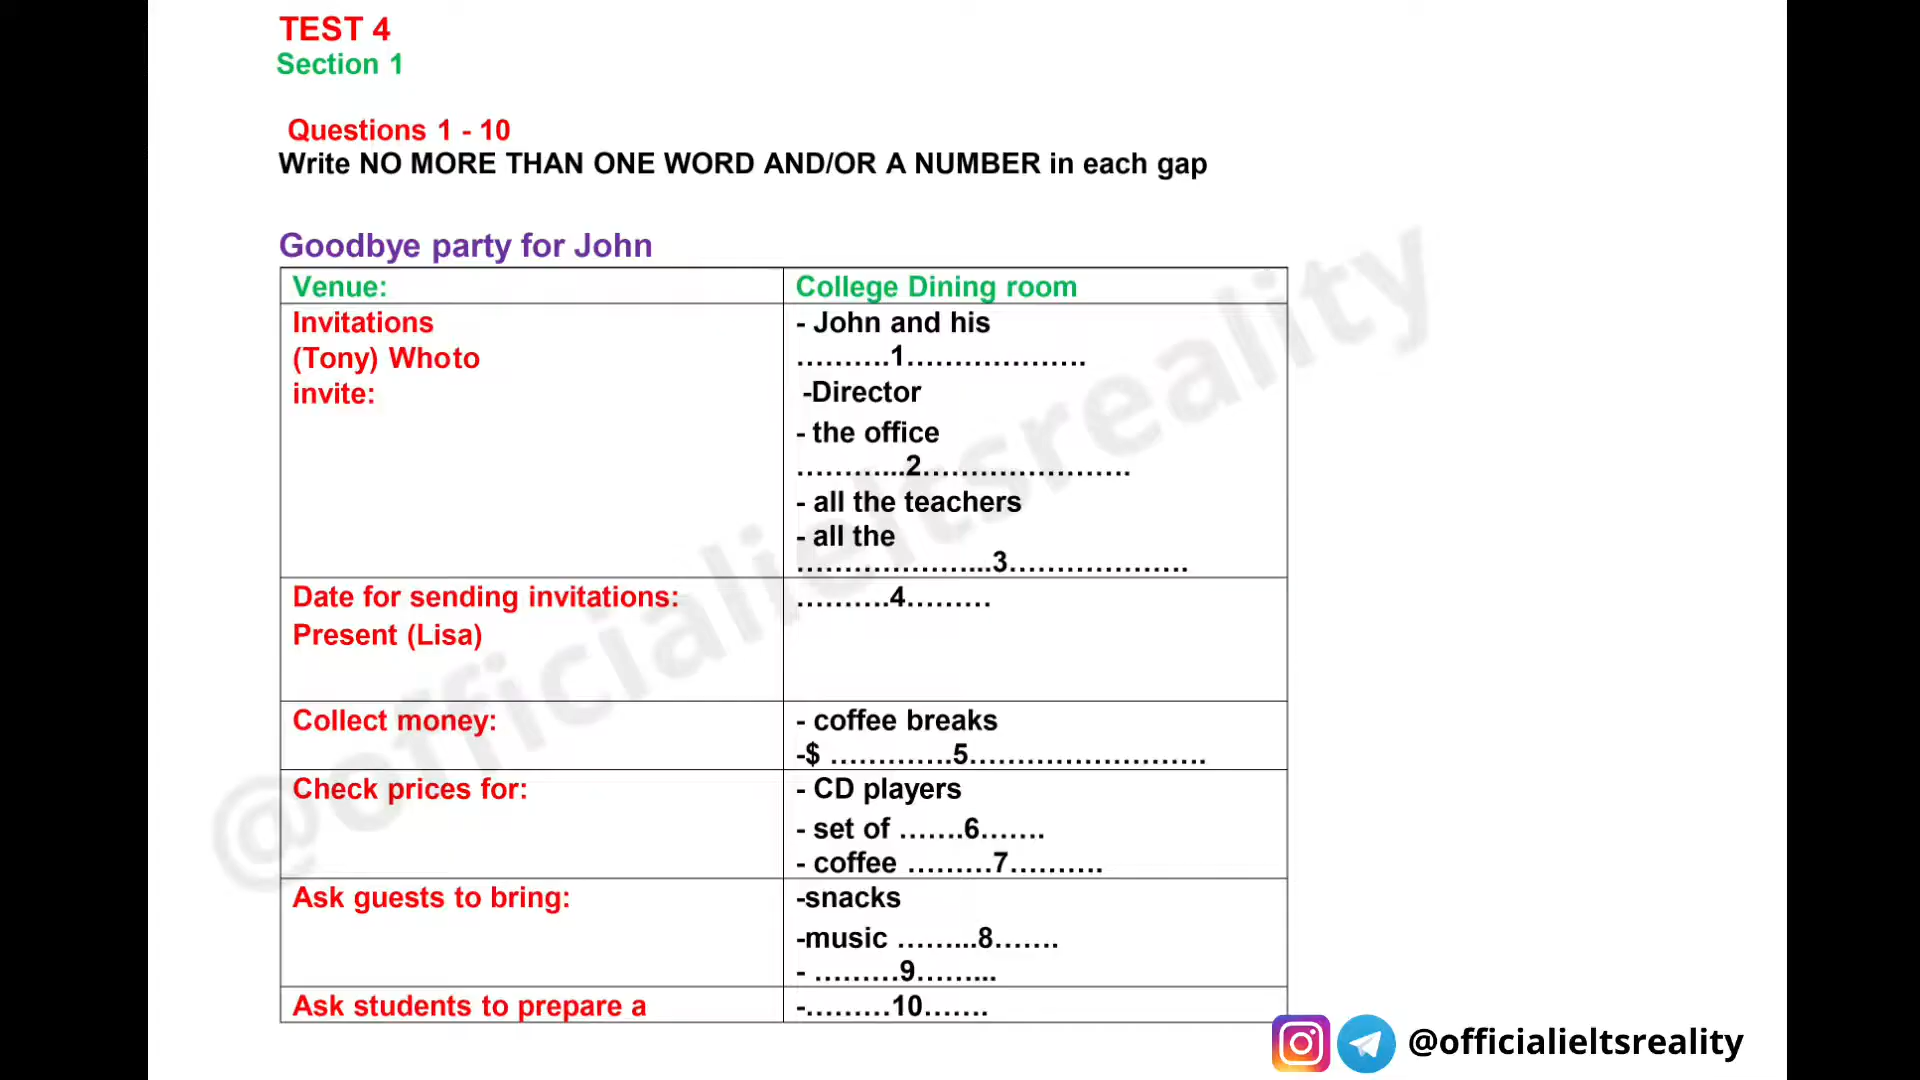 TEST 4
Section 1
Questions 1 - 10
Write NO MORE THAN ONE WORD AND/OR A NUMBER in each gap
Goodbye party for John
Venue:
College Dining room
Invitations
(Tony) Whoto
invite:
- John and his
……….1……………….
-Director
- the office
………...2………………….
- all the teachers
- all the
………………...3……………….
Date for sending invitations:
Present (Lisa)
……….4………
Collect money:
- coffee breaks
-$ ………….5…………………….
Check prices for:
- CD players
- set of …….6…….
- coffee ………7……….
Ask guests to bring:
-snacks
-music ……...8…….
- ………9……...
Ask students to prepare a
-………10…….
@officialieltsreality
@officialieltsreality